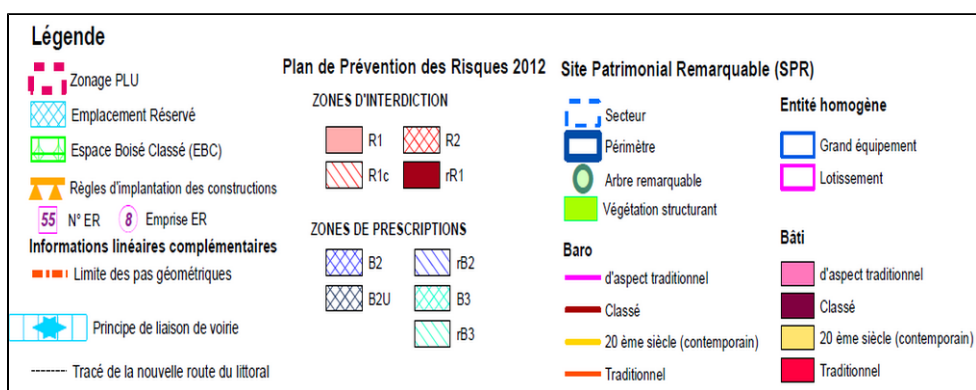 Légende
Zonage PLU
Emplacement Réservé
Espace Boisé Classé (EBC)
Règles d'implantation des constructions
55 N° ER 8 Emprise ER
Informations linéaires complémentaires
Limite des pas géométriques
Principe de liaison de voirie
Tracé de la nouvelle route du littoral
Plan de Prévention des Risques 2012
ZONES D'INTERDICTION
R1 R2
R1c rR1
ZONES DE PRESCRIPTIONS
B2 rB2
B2U B3
rB3
Site Patrimonial Remarquable (SPR)
Secteur
Périmètre
Arbre remarquable
Végétation structurant
Baro
d'aspect traditionnel
Classé
20 ème siècle (contemporain)
Traditionnel
Entité homogène
Grand équipement
Lotissement
Bâti
d'aspect traditionnel
Classé
20 ème siècle (contemporain)
Traditionnel